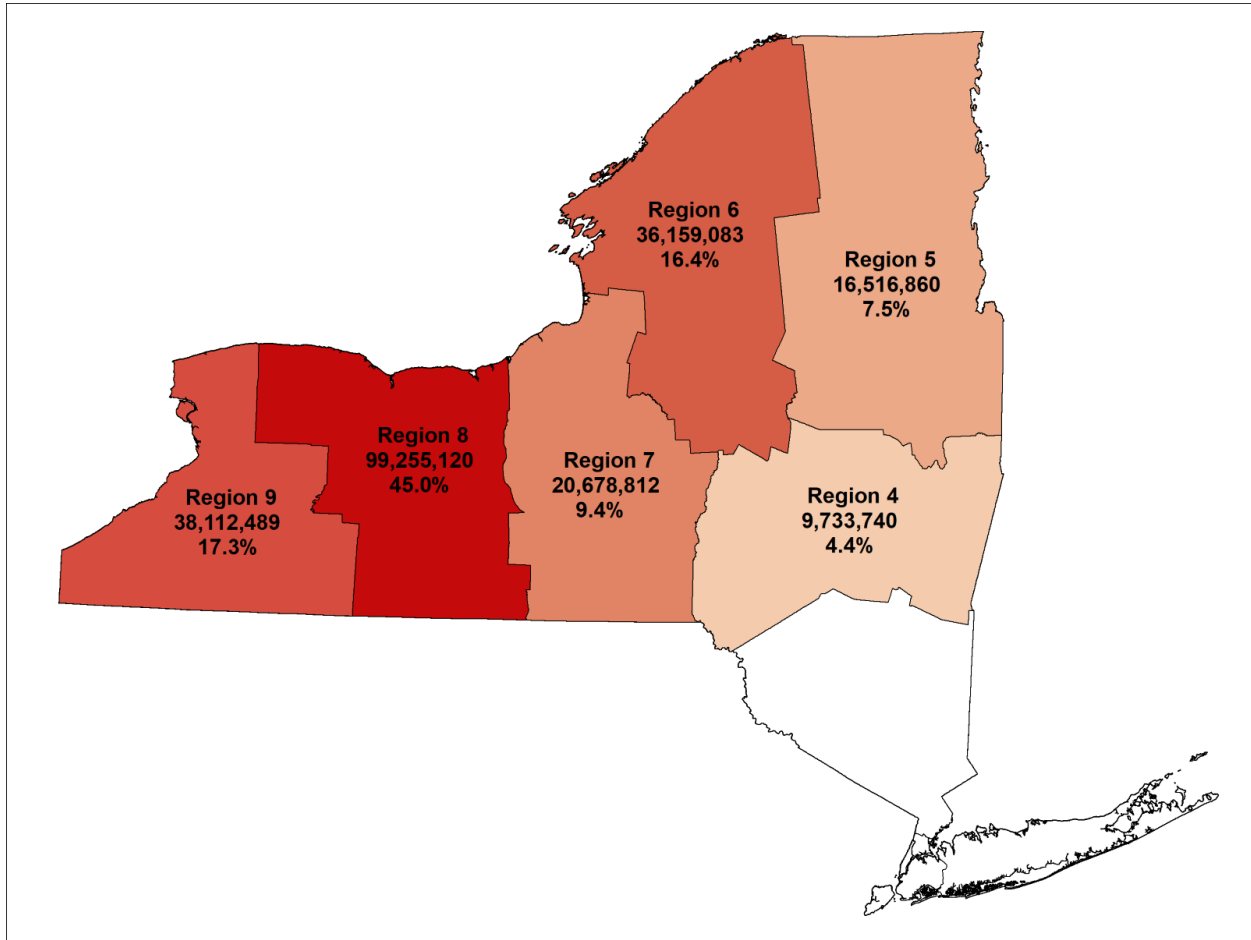 Region 6
36,159,083
16.4%
Region 5
16,516,860
7.5%
Region 8
99,255,120
45.0%
Region 7
20,678,812
9.4%
Region 9
38,112,489
17.3%
Region 4
9,733,740
4.4%